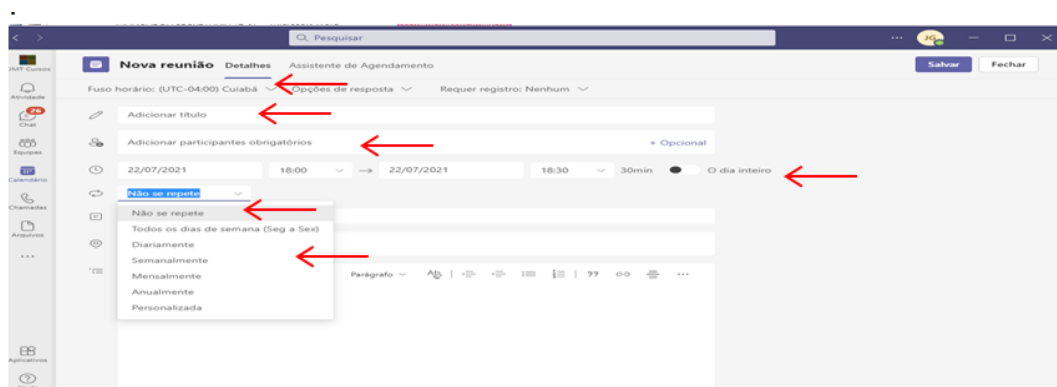 Pesquisar
JG
JMT Cursos
Nova reunião Detalhes Assistente de Agendamento
Salvar Fechar
Atividade
Fuso horário: (UTC-04:00) Cuiabá Opções de resposta Requer registro: Nenhum
26
Chat
Adicionar título
Equipes
Adicionar participantes obrigatórios + Opcional
Calendário
22/07/2021 18:00 → 22/07/2021 18:30 30min O dia inteiro
Chamadas
Não se repete
Arquivos
Não se repete
Todos os dias de semana (Seg a Sex)
Diariamente
Semanalmente
Mensalmente
Anualmente
Personalizada
Parágrafo
Aplicativos